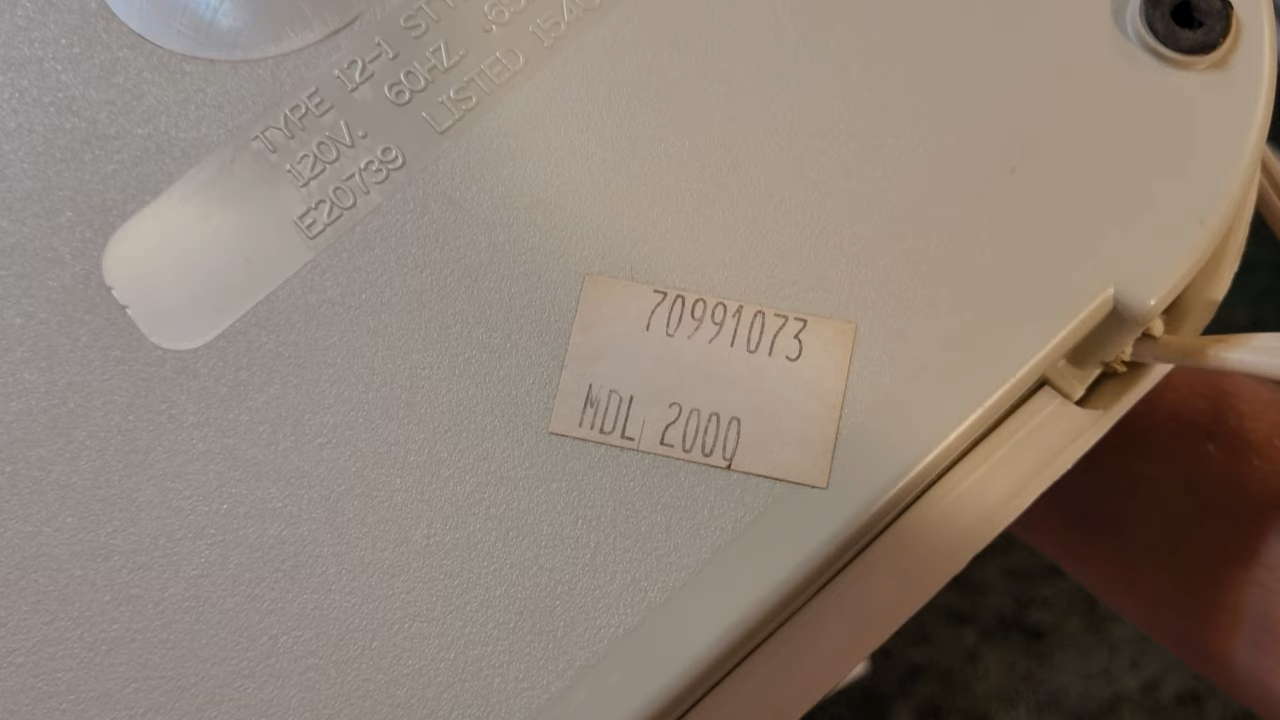 TYPE 12-1
120V. 60HZ.
E20739 LISTED
70991073
MDL 2000